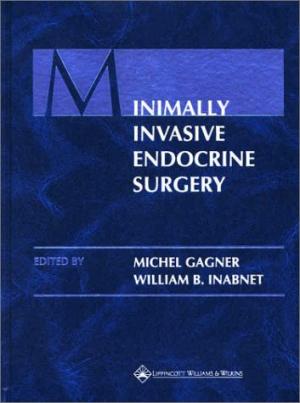 MINIMALLY
INVASIVE
ENDOCRINE
SURGERY
EDITED BY
MICHEL GAGNER
WILLIAM B. INABNET
LIPPINCOTT WILLIAMS & WILKINS